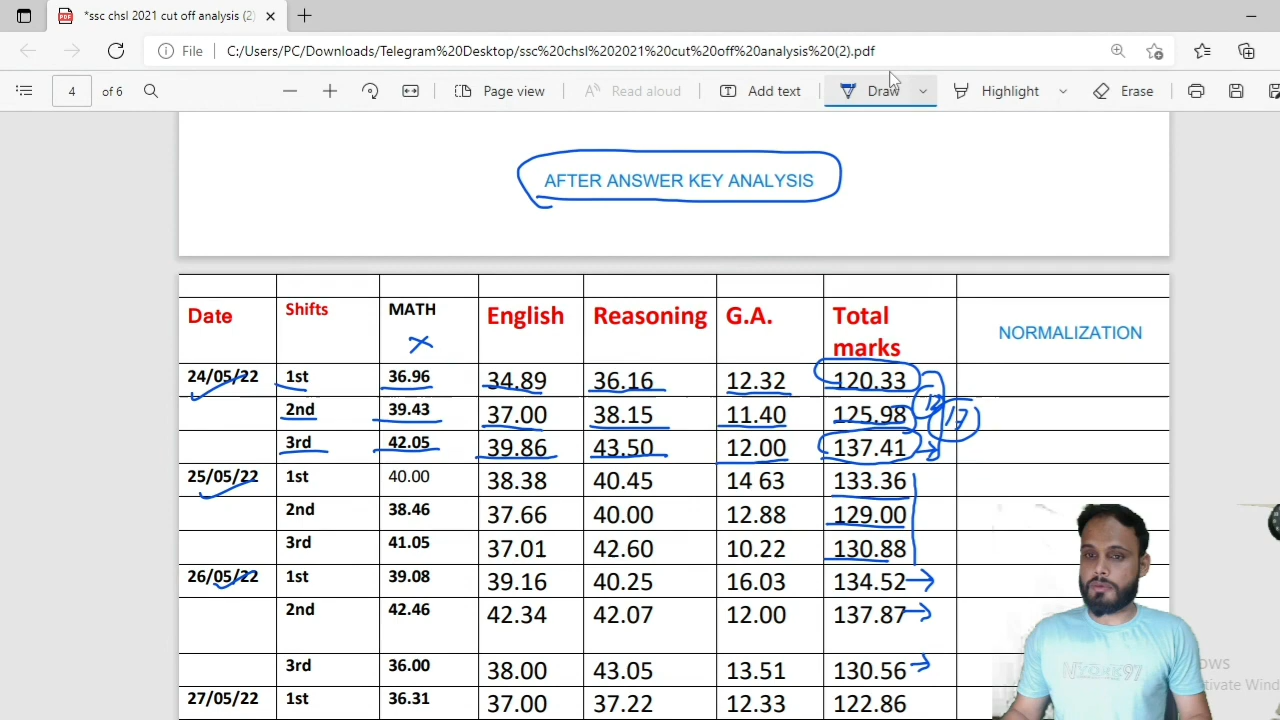 *ssc chsl 2021 cut off analysis (2)
File C:/Users/PC/Downloads/Telegram%20Desktop/ssc%20chsl%202021%20cut%20off%20analysis%20(2).pdf
4 of 6 Page view Read aloud Add text Draw Highlight Erase
AFTER ANSWER KEY ANALYSIS
Date Shifts MATH English Reasoning G.A. Total marks NORMALIZATION
24/05/22 1st 36.96 34.89 36.16 12.32 120.33
2nd 39.43 37.00 38.15 11.40 125.98 12
17
3rd 42.05 39.86 43.50 12.00 137.41
25/05/22 1st 40.00 38.38 40.45 14 63 133.36
2nd 38.46 37.66 40.00 12.88 129.00
3rd 41.05 37.01 42.60 10.22 130.88
26/05/22 1st 39.08 39.16 40.25 16.03 134.52
2nd 42.46 42.34 42.07 12.00 137.87
3rd 36.00 38.00 43.05 13.51 130.56
27/05/22 1st 36.31 37.00 37.22 12.33 122.86
NYORK97
ows
tivate Wind